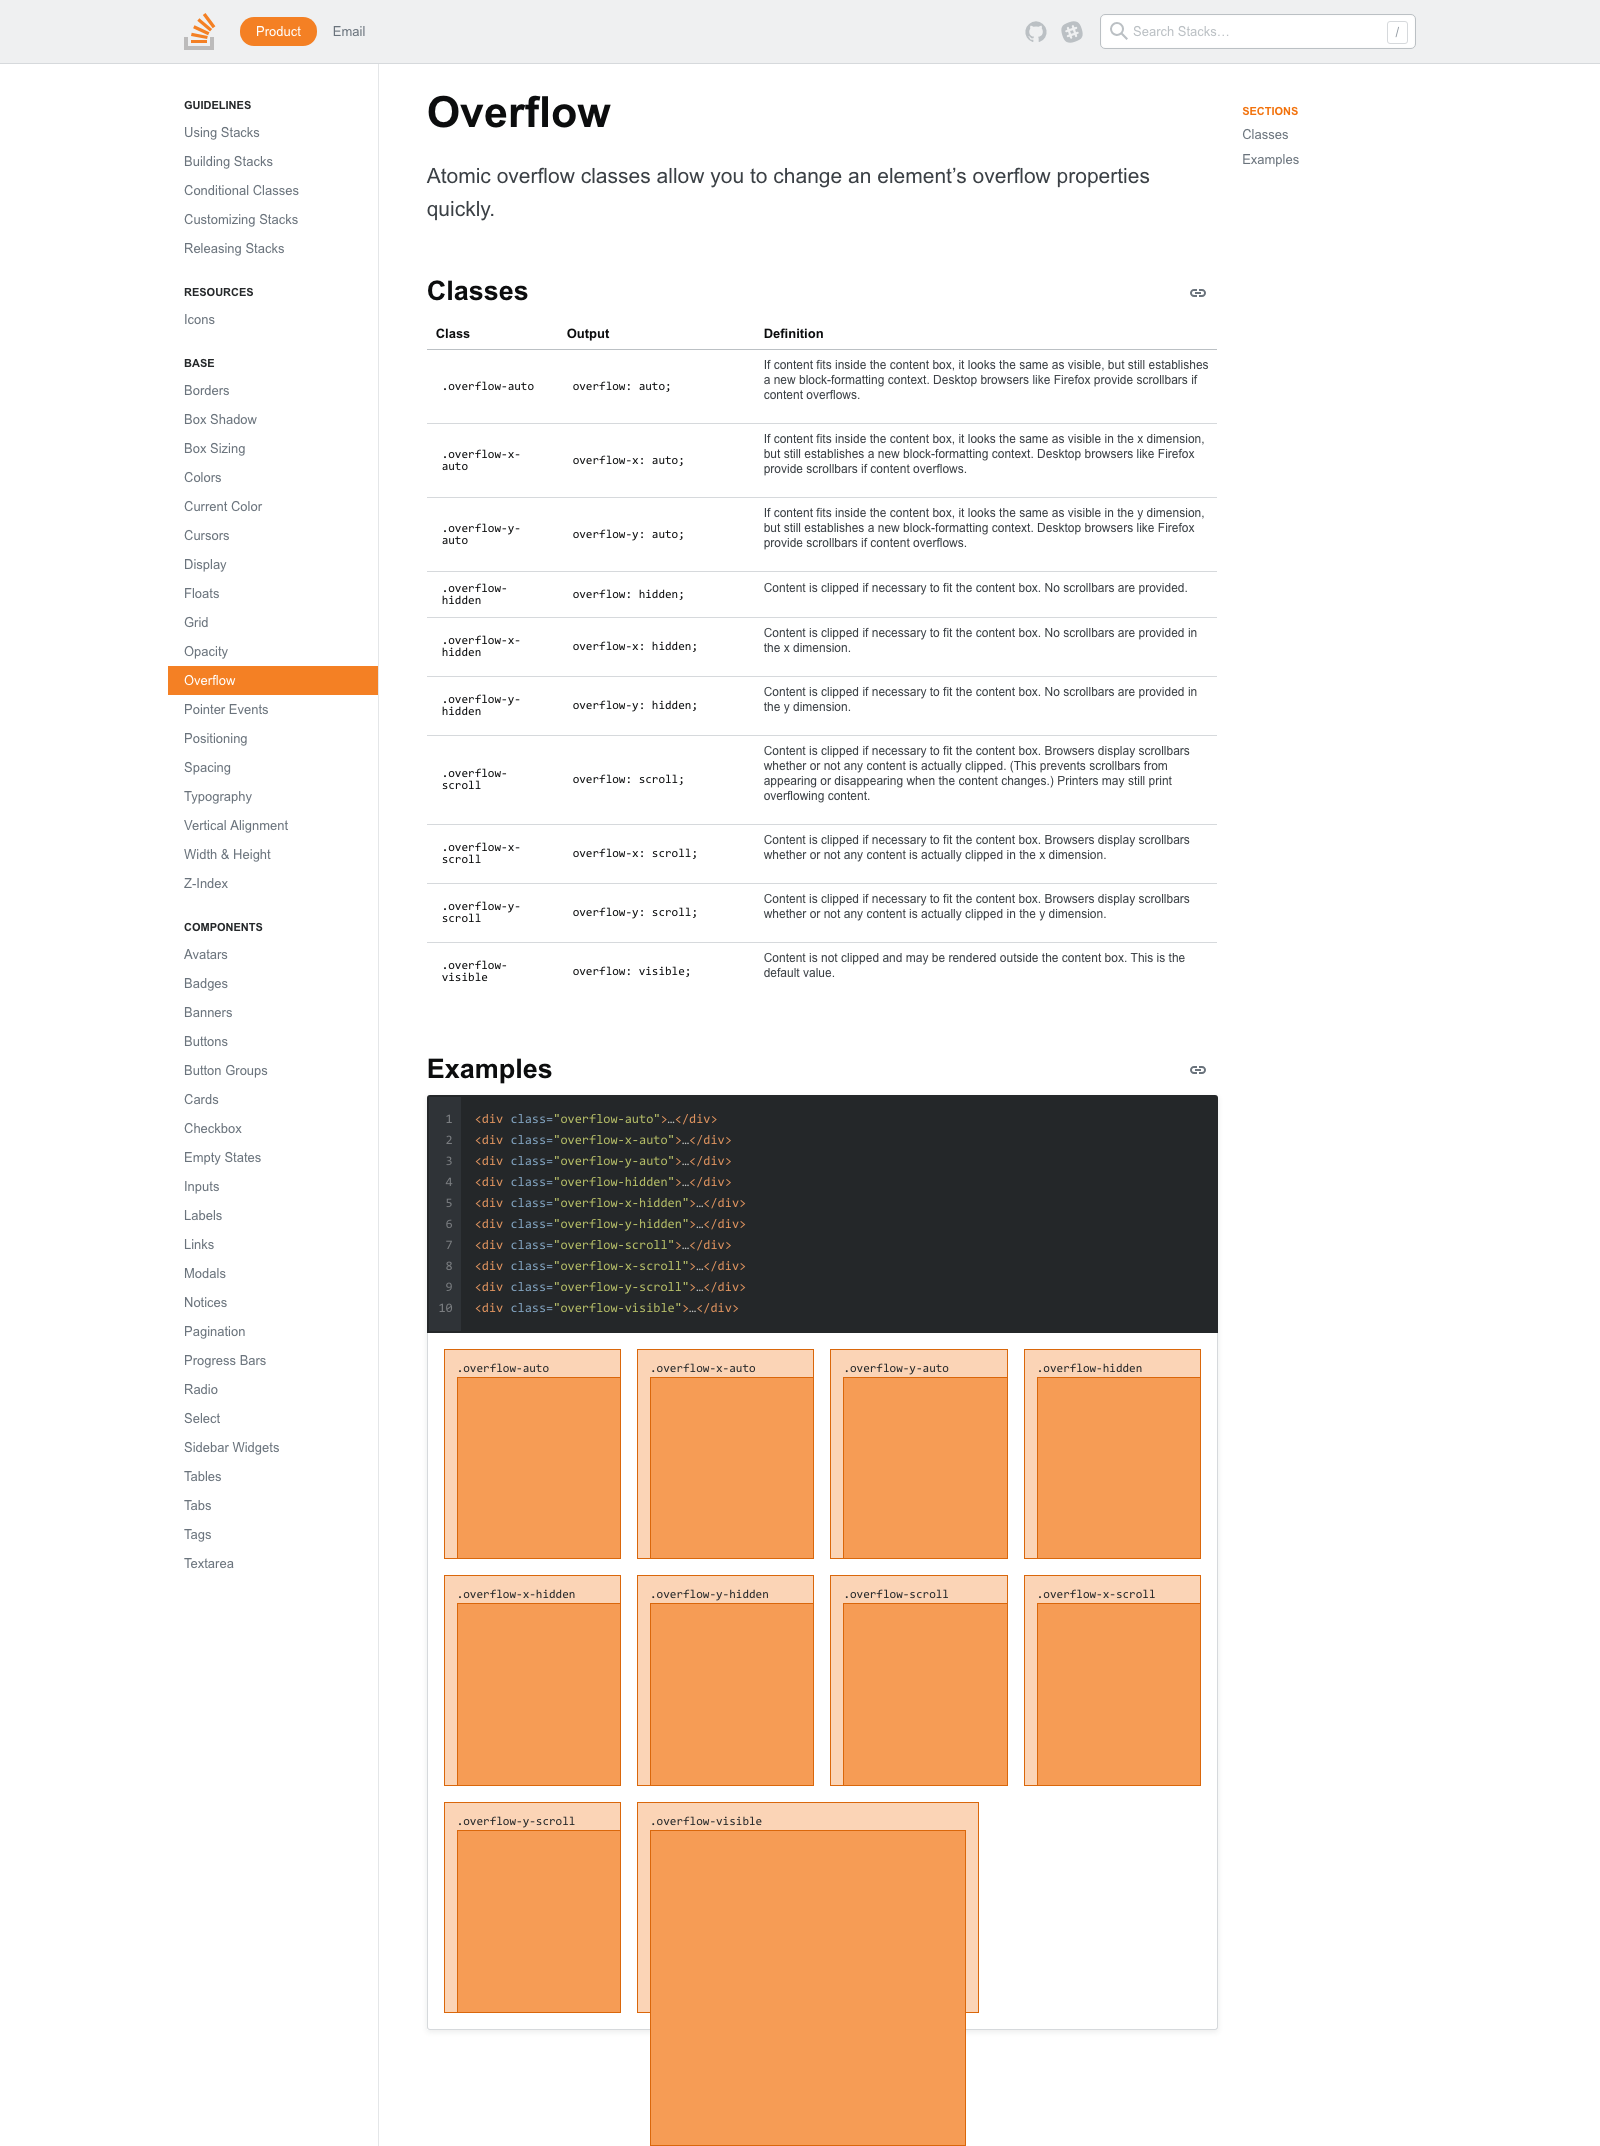 Product
Email
Search Stacks…
/
GUIDELINES
Using Stacks
Building Stacks
Conditional Classes
Customizing Stacks
Releasing Stacks
RESOURCES
Icons
BASE
Borders
Box Shadow
Box Sizing
Colors
Current Color
Cursors
Display
Floats
Grid
Opacity
Overflow
Pointer Events
Positioning
Spacing
Typography
Vertical Alignment
Width & Height
Z-Index
COMPONENTS
Avatars
Badges
Banners
Buttons
Button Groups
Cards
Checkbox
Empty States
Inputs
Labels
Links
Modals
Notices
Pagination
Progress Bars
Radio
Select
Sidebar Widgets
Tables
Tabs
Tags
Textarea
Overflow
Atomic overflow classes allow you to change an element’s overflow properties
quickly.
Classes
Class Output Definition
.overflow-auto
overflow: auto;
If content fits inside the content box, it looks the same as visible, but still establishes
a new block-formatting context. Desktop browsers like Firefox provide scrollbars if
content overflows.
.overflow-x-
auto
overflow-x: auto;
If content fits inside the content box, it looks the same as visible in the x dimension,
but still establishes a new block-formatting context. Desktop browsers like Firefox
provide scrollbars if content overflows.
.overflow-y-
auto
overflow-y: auto;
If content fits inside the content box, it looks the same as visible in the y dimension,
but still establishes a new block-formatting context. Desktop browsers like Firefox
provide scrollbars if content overflows.
.overflow-
hidden
overflow: hidden;
Content is clipped if necessary to fit the content box. No scrollbars are provided.
.overflow-x-
hidden
overflow-x: hidden;
Content is clipped if necessary to fit the content box. No scrollbars are provided in
the x dimension.
.overflow-y-
hidden
overflow-y: hidden;
Content is clipped if necessary to fit the content box. No scrollbars are provided in
the y dimension.
.overflow-
scroll
overflow: scroll;
Content is clipped if necessary to fit the content box. Browsers display scrollbars
whether or not any content is actually clipped. (This prevents scrollbars from
appearing or disappearing when the content changes.) Printers may still print
overflowing content.
.overflow-x-
scroll
overflow-x: scroll;
Content is clipped if necessary to fit the content box. Browsers display scrollbars
whether or not any content is actually clipped in the x dimension.
.overflow-y-
scroll
overflow-y: scroll;
Content is clipped if necessary to fit the content box. Browsers display scrollbars
whether or not any content is actually clipped in the y dimension.
.overflow-
visible
overflow: visible;
Content is not clipped and may be rendered outside the content box. This is the
default value.
Examples
1 <div class="overflow-auto">…</div>
2 <div class="overflow-x-auto">…</div>
3 <div class="overflow-y-auto">…</div>
4 <div class="overflow-hidden">…</div>
5 <div class="overflow-x-hidden">…</div>
6 <div class="overflow-y-hidden">…</div>
7 <div class="overflow-scroll">…</div>
8 <div class="overflow-x-scroll">…</div>
9 <div class="overflow-y-scroll">…</div>
10 <div class="overflow-visible">…</div>
.overflow-auto
.overflow-x-auto
.overflow-y-auto
.overflow-hidden
.overflow-x-hidden
.overflow-y-hidden
.overflow-scroll
.overflow-x-scroll
.overflow-y-scroll
.overflow-visible
SECTIONS
Classes
Examples